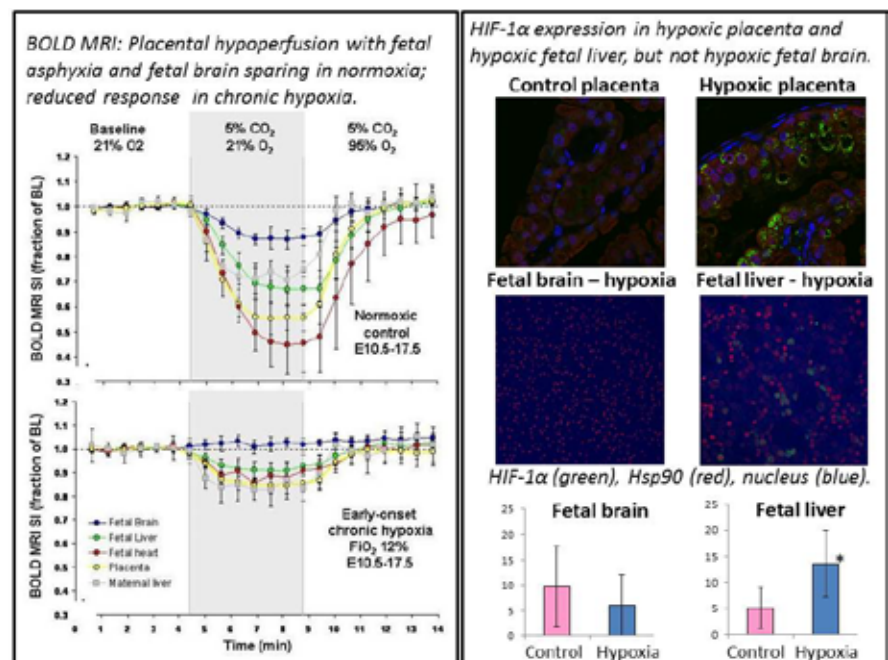 BOLD MRI: Placental hypoperfusion with fetal
asphyxia and fetal brain sparing in normoxia;
reduced response in chronic hypoxia.
Baseline
21% O2
5% CO₂
21% O₂
5% CO₂
95% O₂
BOLD MRI SI (fraction of BL)
1.2
1.1
1.0
0.9
0.8
0.7
0.6
0.5
0.4
0.3
Normoxic
control
E10.5-17.5
BOLD MRI SI (fraction of BL)
1.2
1.1
1.0
0.9
0.8
0.7
0.6
0.5
0.4
0.3
Fetal Brain
Fetal Liver
Fetal heart
Placenta
Maternal liver
Early-onset
chronic hypoxia
FiO₂ 12%
E10.5-17.5
0 1 2 3 4 5 6 7 8 9 10 11 12 13 14
Time (min)
HIF-1α expression in hypoxic placenta and
hypoxic fetal liver, but not hypoxic fetal brain.
Control placenta
Hypoxic placenta
Fetal brain – hypoxia
Fetal liver - hypoxia
HIF-1α (green), Hsp90 (red), nucleus (blue).
Fetal brain
25
20
15
10
5
0
Control Hypoxia
Fetal liver
25
20
15
10
5
0
*
Control Hypoxia